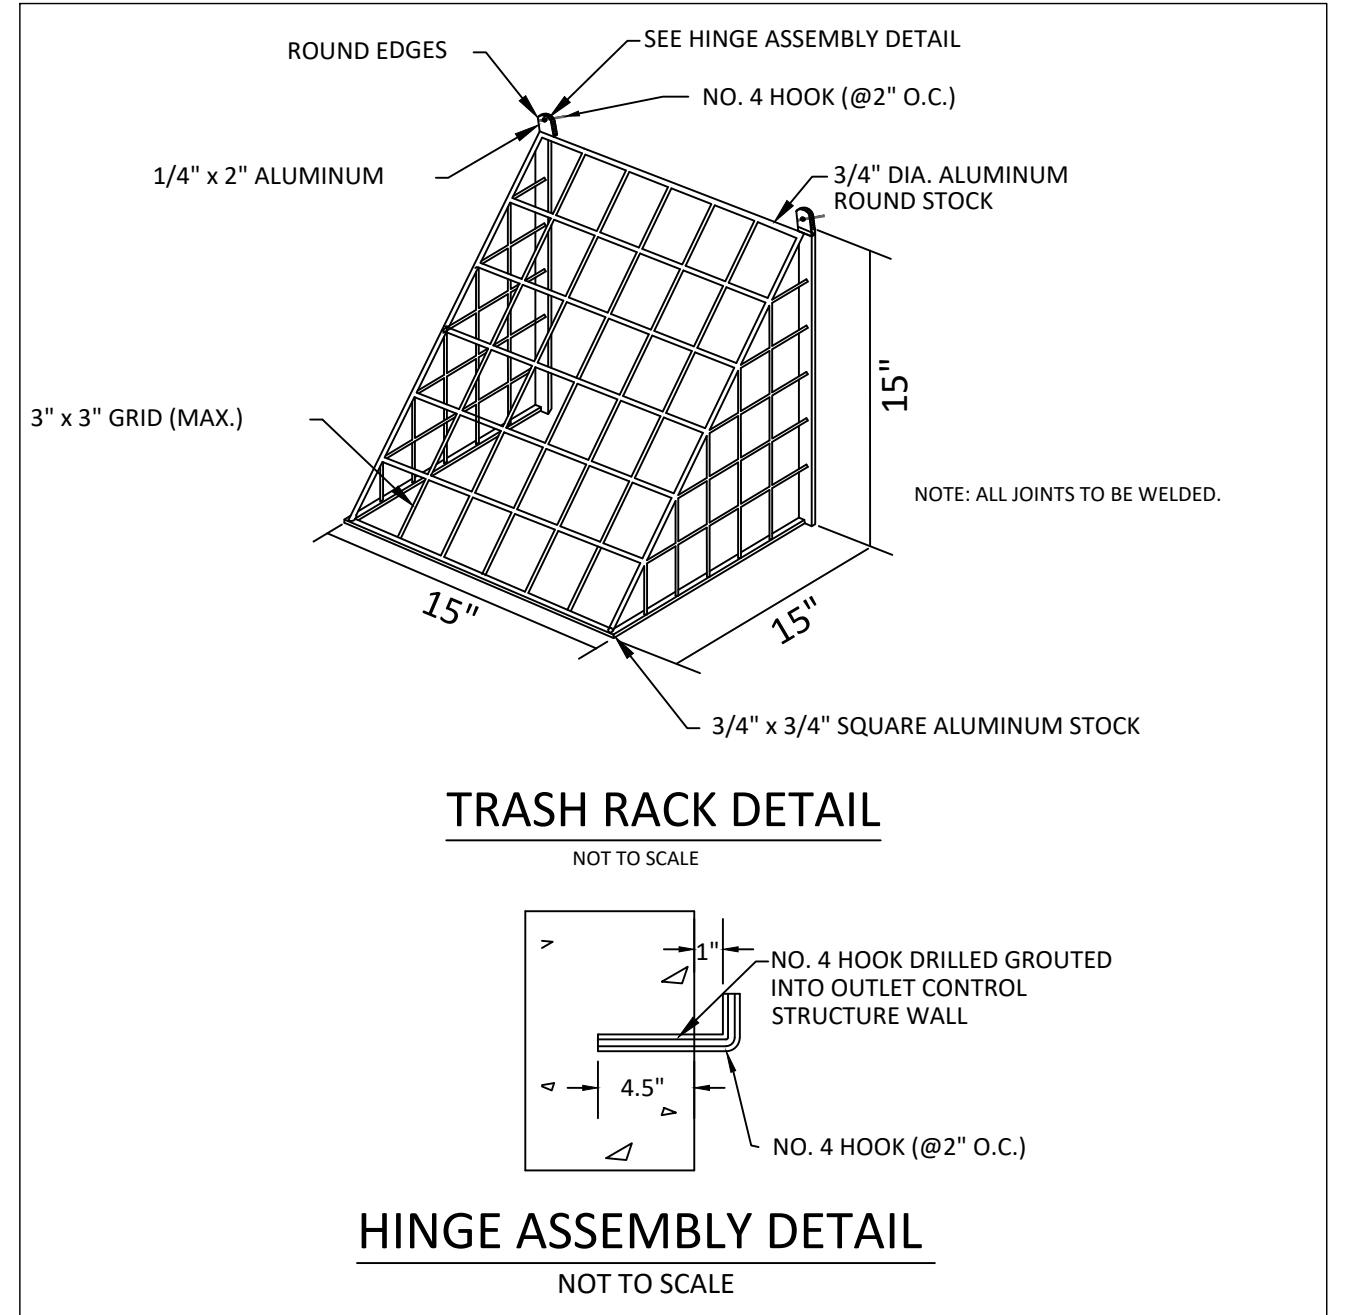 ROUND EDGES
SEE HINGE ASSEMBLY DETAIL
NO. 4 HOOK (@2" O.C.)
1/4" x 2" ALUMINUM
3/4" DIA. ALUMINUM
ROUND STOCK
15"
3" x 3" GRID (MAX.)
NOTE: ALL JOINTS TO BE WELDED.
15"
15"
3/4" x 3/4" SQUARE ALUMINUM STOCK
TRASH RACK DETAIL
NOT TO SCALE
1"
NO. 4 HOOK DRILLED GROUTED
INTO OUTLET CONTROL
STRUCTURE WALL
4.5"
NO. 4 HOOK (@2" O.C.)
HINGE ASSEMBLY DETAIL
NOT TO SCALE